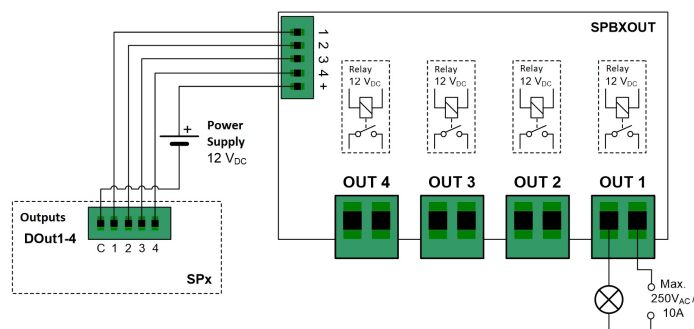 SPBXOUT
1
2
3
4
+
Relay
12 VDC
Relay
12 VDC
Relay
12 VDC
Relay
12 VDC
+
Power
Supply
12 VDC
OUT 4
OUT 3
OUT 2
OUT 1
Outputs
DOut1-4
C 1 2 3 4
SPx
Max.
250VAC /
10A